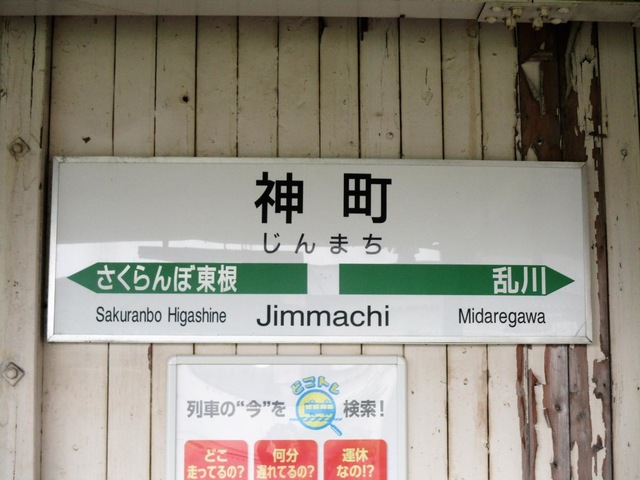 神町
じんまち
さくらんぼ東根 乱川
Sakuranbo Higashine Jimmachi Midaregawa
どこトレ
列車の“今”を 検索!
どこ 何分 運休
走ってるの? 遅れてるの? なの!?